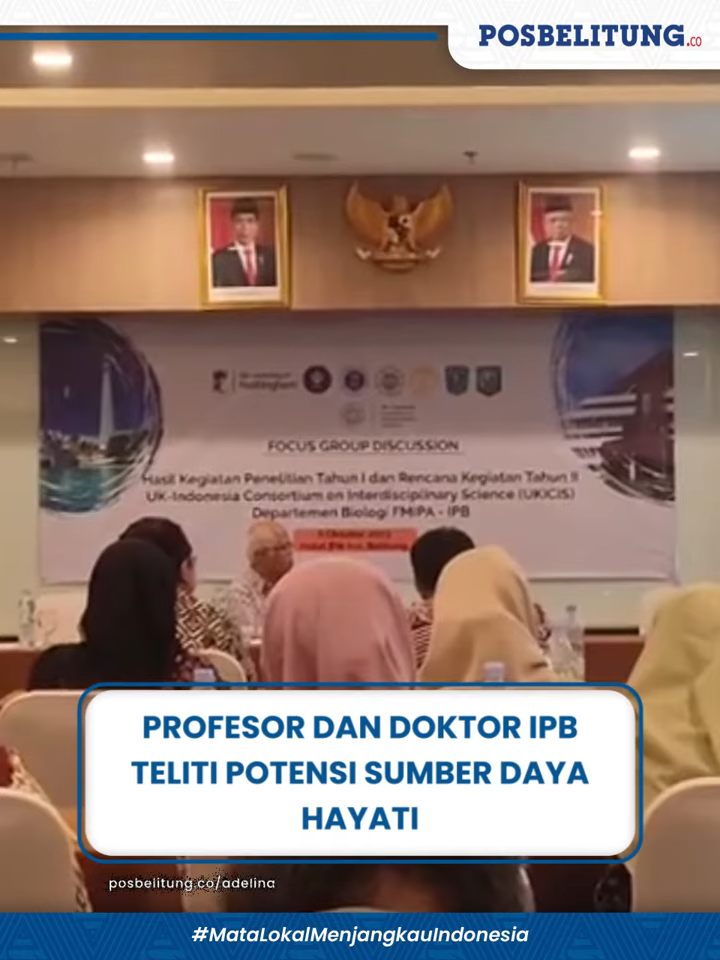 POSBELITUNG.co
FOCUS GROUP DISCUSSION
Hasil Kegiatan Penelitian Tahun I dan Rencana Kegiatan Tahun II
UK-Indonesia Consortium on Interdisciplinary Science (UKICIS)
Departemen Biologi FMIPA - IPB
PROFESOR DAN DOKTOR IPB
TELITI POTENSI SUMBER DAYA
HAYATI
posbelitung.co/adelina
#MataLokalMenjangkauIndonesia